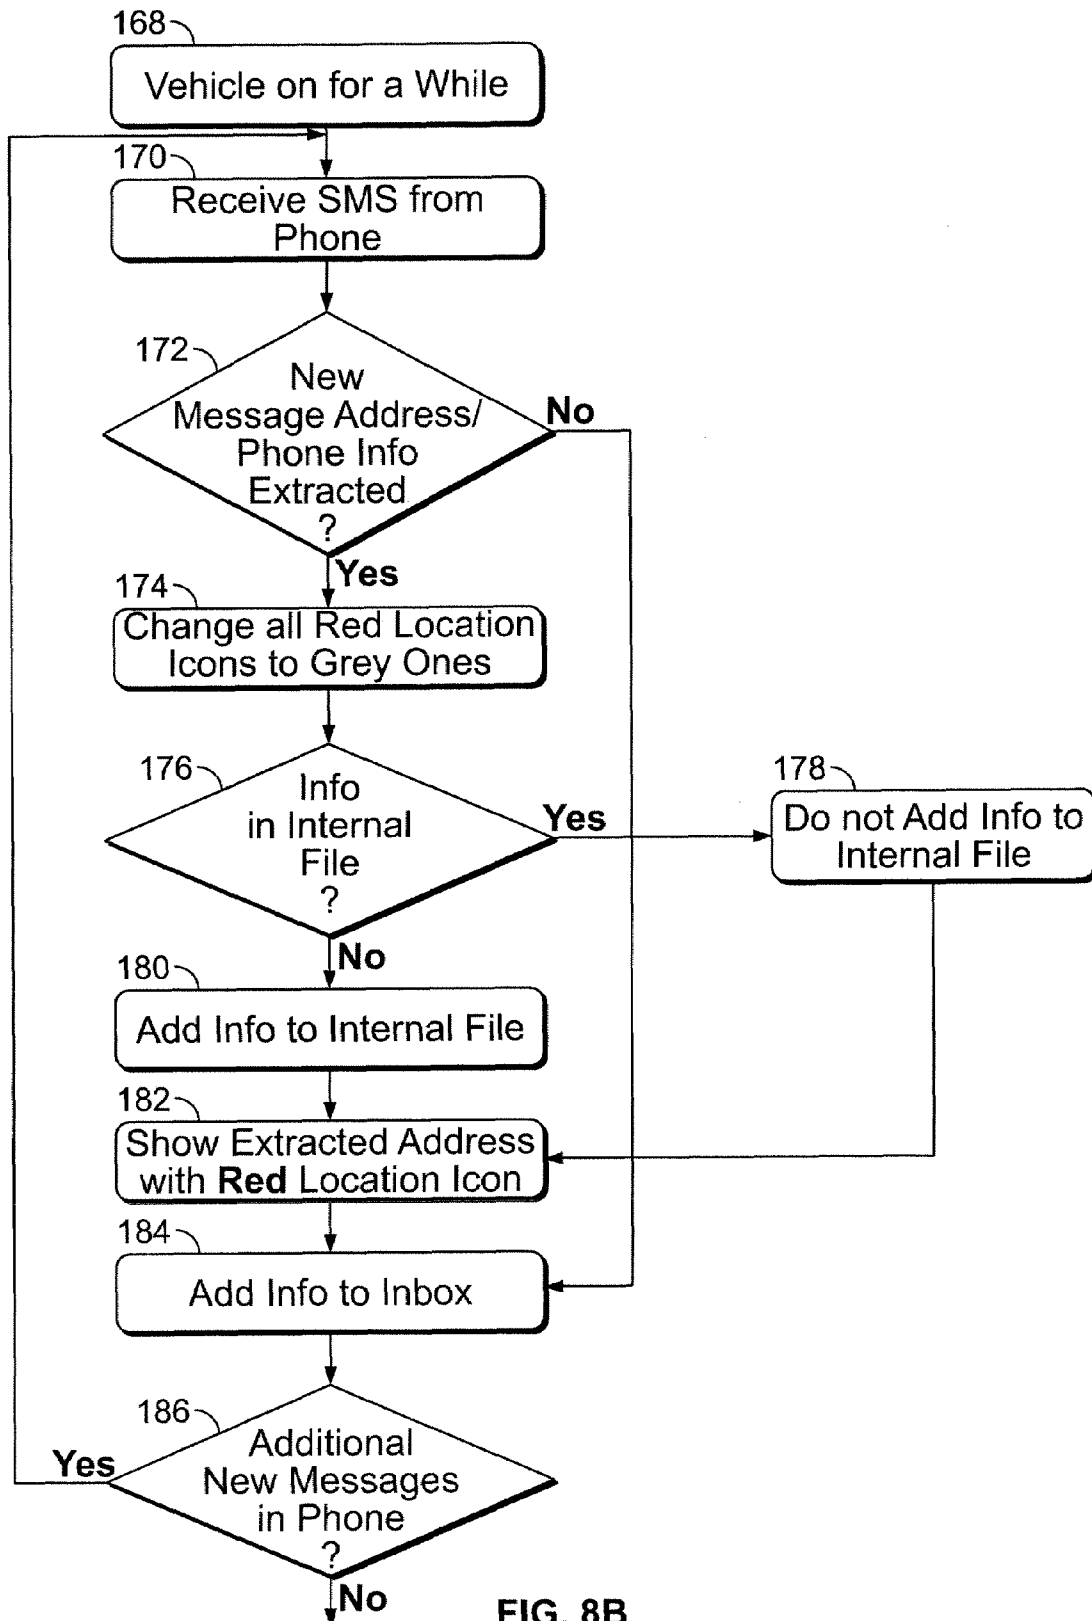 168
Vehicle on for a While
170
Receive SMS from
Phone
172
New
Message Address/
Phone Info
Extracted
?
No
Yes
174
Change all Red Location
Icons to Grey Ones
176
Info
in Internal
File
?
Yes
178
Do not Add Info to
Internal File
No
180
Add Info to Internal File
182
Show Extracted Address
with Red Location Icon
184
Add Info to Inbox
186
Additional
New Messages
in Phone
?
Yes
No
FIG. 8B